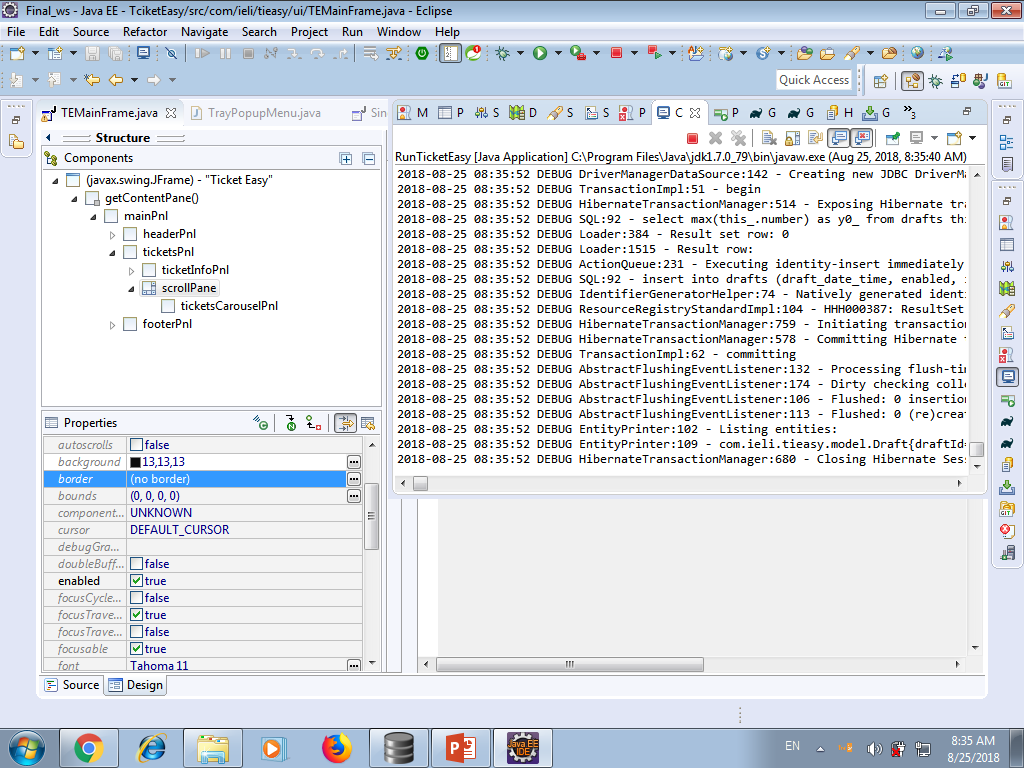 Final_ws - Java EE - TciketEasy/src/com/ieli/tieasy/ui/TEMainFrame.java - Eclipse
File Edit Source Refactor Navigate Search Project Run Window Help
Quick Access
TEMainFrame.java TrayPopupMenu.java Sin
M P S D S S P C P G G H G 3
Structure
Components
(javax.swing.JFrame) - "Ticket Easy"
getContentPane()
mainPnl
headerPnl
ticketsPnl
ticketInfoPnl
scrollPane
ticketsCarouselPnl
footerPnl
RunTicketEasy [Java Application] C:\Program Files\Java\jdk1.7.0_79\bin\javaw.exe (Aug 25, 2018, 8:35:40 AM)
2018-08-25 08:35:52 DEBUG DriverManagerDataSource:142 - Creating new JDBC DriverMa
2018-08-25 08:35:52 DEBUG TransactionImpl:51 - begin
2018-08-25 08:35:52 DEBUG HibernateTransactionManager:514 - Exposing Hibernate tra
2018-08-25 08:35:52 DEBUG SQL:92 - select max(this_.number) as y0_ from drafts thi
2018-08-25 08:35:52 DEBUG Loader:384 - Result set row: 0
2018-08-25 08:35:52 DEBUG Loader:1515 - Result row:
2018-08-25 08:35:52 DEBUG ActionQueue:231 - Executing identity-insert immediately
2018-08-25 08:35:52 DEBUG SQL:92 - insert into drafts (draft_date_time, enabled,
2018-08-25 08:35:52 DEBUG IdentifierGeneratorHelper:74 - Natively generated identi
2018-08-25 08:35:52 DEBUG ResourceRegistryStandardImpl:104 - HHH000387: ResultSet
2018-08-25 08:35:52 DEBUG HibernateTransactionManager:759 - Initiating transaction
2018-08-25 08:35:52 DEBUG HibernateTransactionManager:578 - Committing Hibernate t
2018-08-25 08:35:52 DEBUG TransactionImpl:62 - committing
2018-08-25 08:35:52 DEBUG AbstractFlushingEventListener:132 - Processing flush-tim
2018-08-25 08:35:52 DEBUG AbstractFlushingEventListener:174 - Dirty checking colle
2018-08-25 08:35:52 DEBUG AbstractFlushingEventListener:106 - Flushed: 0 insertion
2018-08-25 08:35:52 DEBUG AbstractFlushingEventListener:113 - Flushed: 0 (re)creat
2018-08-25 08:35:52 DEBUG EntityPrinter:102 - Listing entities:
2018-08-25 08:35:52 DEBUG EntityPrinter:109 - com.ieli.tieasy.model.Draft{draftId=
2018-08-25 08:35:52 DEBUG HibernateTransactionManager:680 - Closing Hibernate Sess
Properties
autoscrolls false
background 13,13,13
border (no border)
bounds (0, 0, 0, 0)
component... UNKNOWN
cursor DEFAULT_CURSOR
debugGra...
doubleBuff... false
enabled true
focusCycle... false
focusTrave... true
focusTrave... false
focusable true
font Tahoma 11
Source Design
Java EE IDE
EN
8:35 AM
8/25/2018